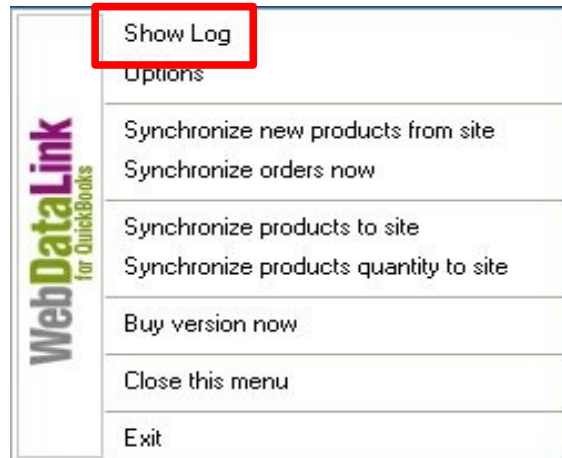 Show Log
Options
Synchronize new products from site
Synchronize orders now
Synchronize products to site
Synchronize products quantity to site
Buy version now
Close this menu
Exit
WebDataLink
for QuickBooks